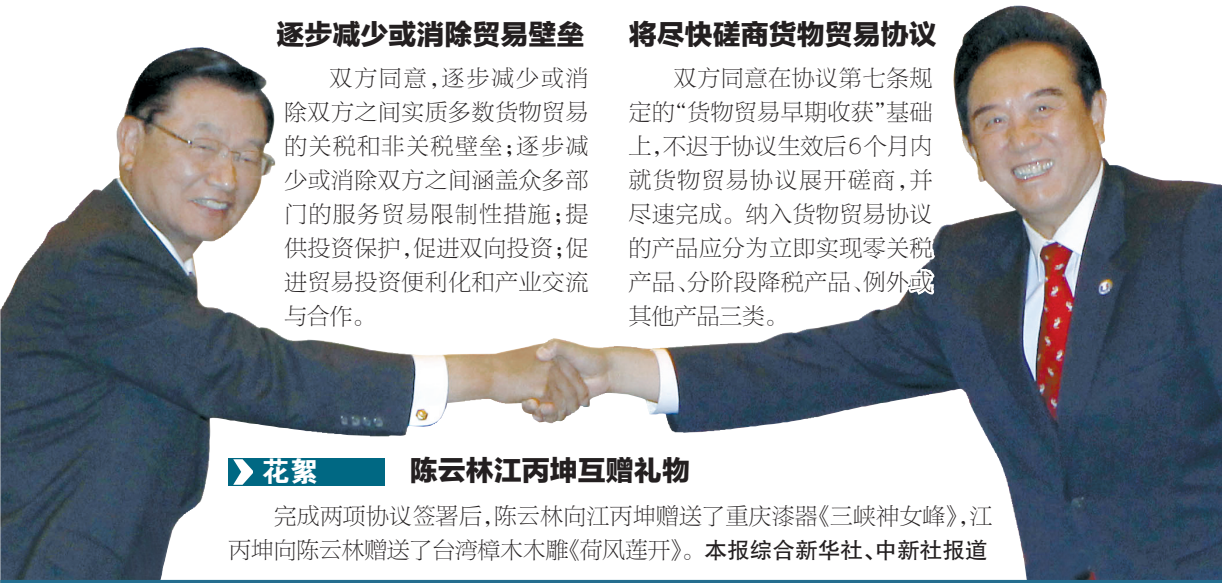 逐步减少或消除贸易壁垒
双方同意,逐步减少或消
除双方之间实质多数货物贸易
的关税和非关税壁垒;逐步减
少或消除双方之间涵盖众多部
门的服务贸易限制性措施;提
供投资保护,促进双向投资;促
进贸易投资便利化和产业交流
与合作。
将尽快磋商货物贸易协议
双方同意在协议第七条规
定的“货物贸易早期收获”基础
上,不迟于协议生效后6个月内
就货物贸易协议展开磋商,并
尽速完成。纳入货物贸易协议
的产品应分为立即实现零关税
产品、分阶段降税产品、例外或
其他产品三类。
花絮
陈云林江丙坤互赠礼物
完成两项协议签署后,陈云林向江丙坤赠送了重庆漆器《三峡神女峰》,江
丙坤向陈云林赠送了台湾樟木木雕《荷风莲开》。本报综合新华社、中新社报道